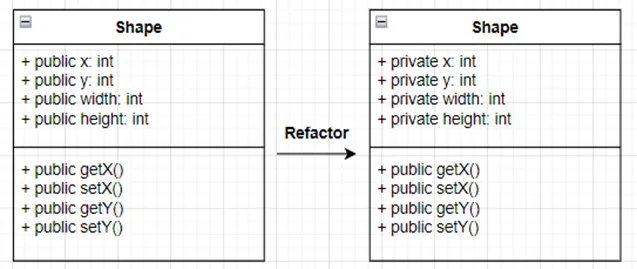 Shape
+ public x: int
+ public y: int
+ public width: int
+ public height: int
+ public getX()
+ public setX()
+ public getY()
+ public setY()
Refactor
Shape
+ private x: int
+ private y: int
+ private width: int
+ private height: int
+ public getX()
+ public setX()
+ public getY()
+ public setY()